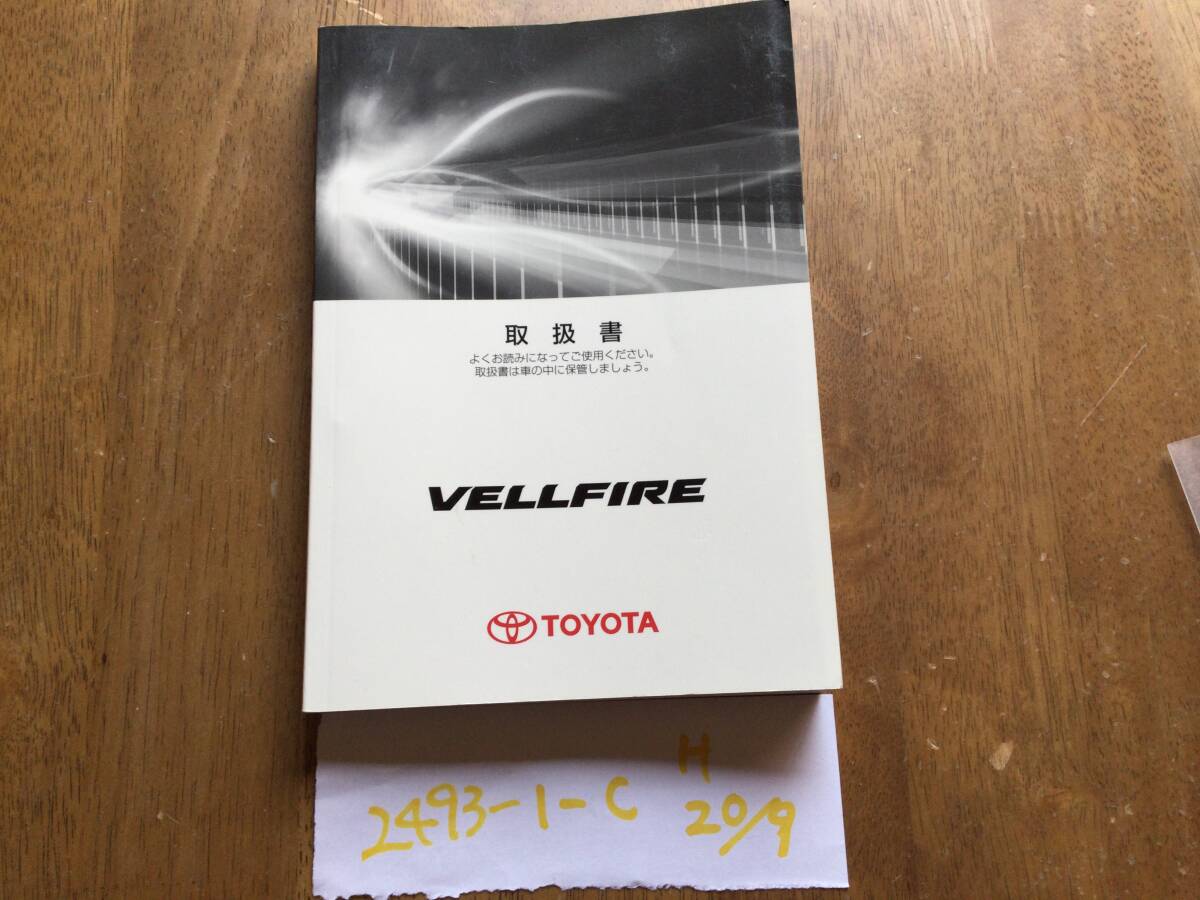 取扱書
よくお読みになってご使用ください。
取扱書は車の中に保管しましょう。
VELLFIRE
TOYOTA
H
2493-1-C 20/9